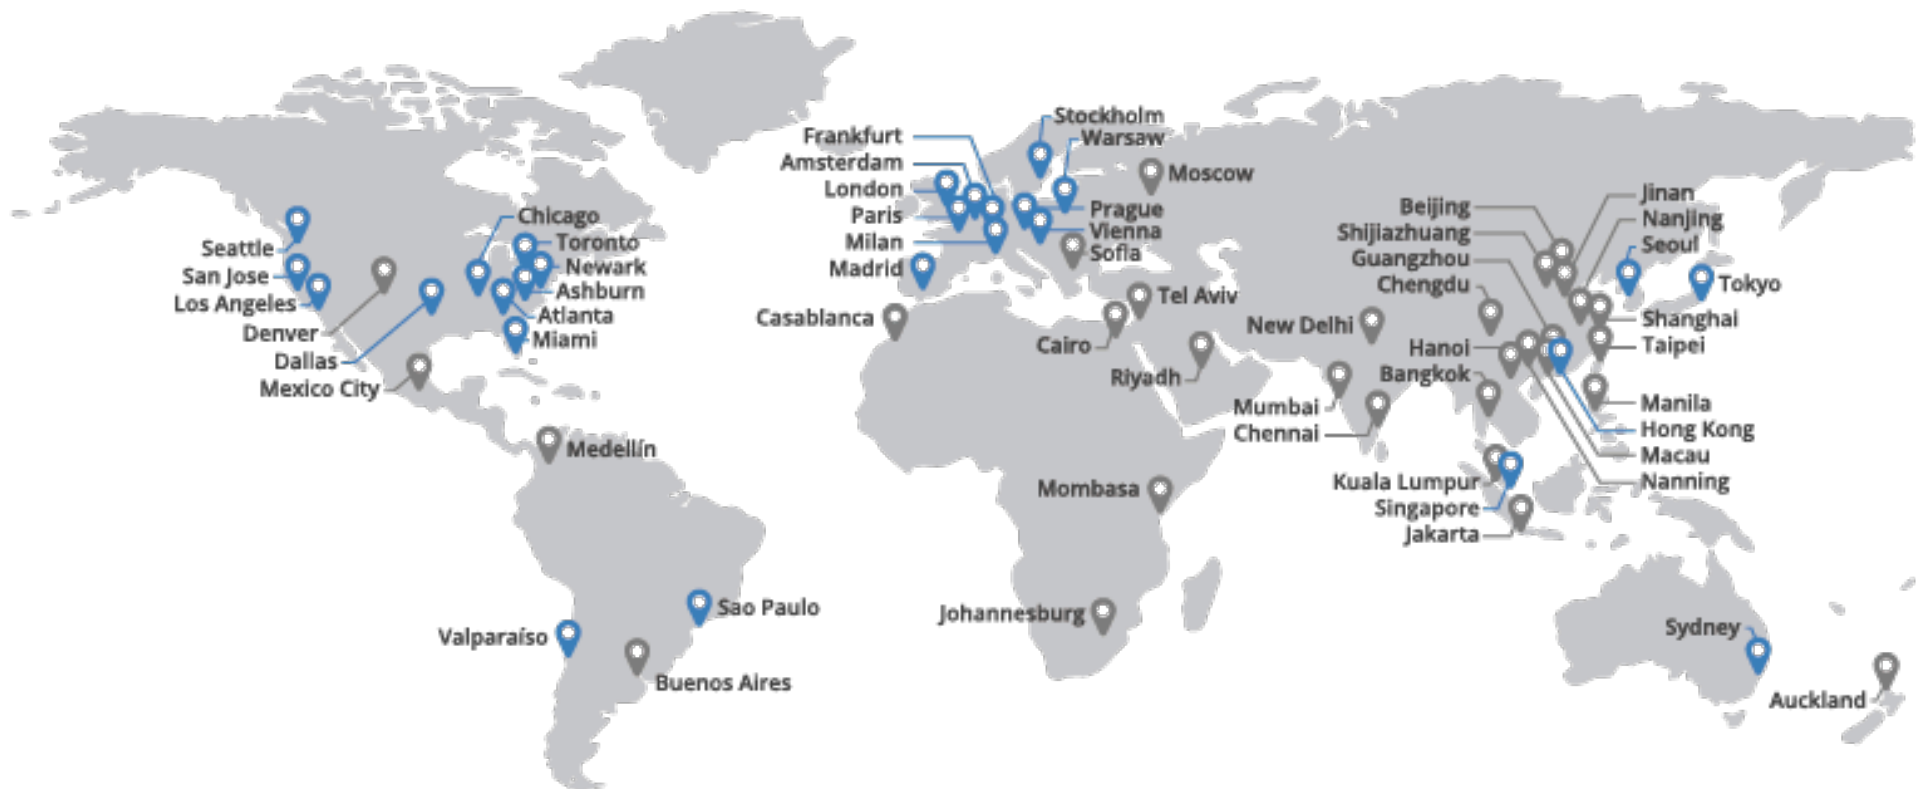 Seattle
San Jose
Los Angeles
Denver
Dallas
Mexico City
Chicago
Toronto
Newark
Ashburn
Atlanta
Miami
Medellín
Sao Paulo
Valparaíso
Buenos Aires
Frankfurt
Amsterdam
London
Paris
Milan
Madrid
Stockholm
Warsaw
Moscow
Prague
Vienna
Sofia
Casablanca
Cairo
Tel Aviv
Riyadh
Mombasa
Johannesburg
New Delhi
Mumbai
Chennai
Beijing
Shijiazhuang
Guangzhou
Chengdu
Hanoi
Bangkok
Kuala Lumpur
Singapore
Jakarta
Jinan
Nanjing
Seoul
Tokyo
Shanghai
Taipei
Manila
Hong Kong
Macau
Nanning
Sydney
Auckland